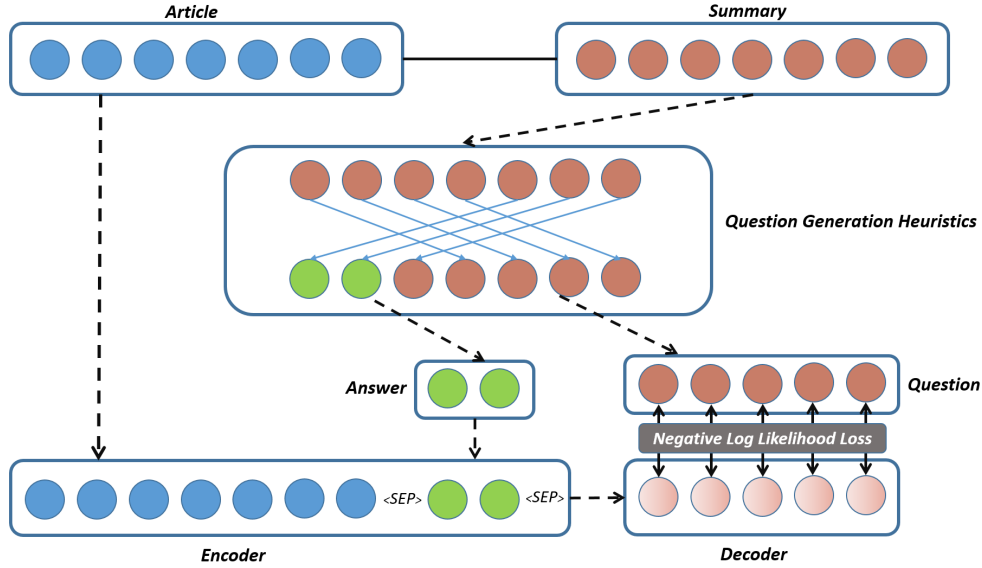 Article
Summary
Question Generation Heuristics
Answer
Question
Negative Log Likelihood Loss
<SEP>
<SEP>
Encoder
Decoder